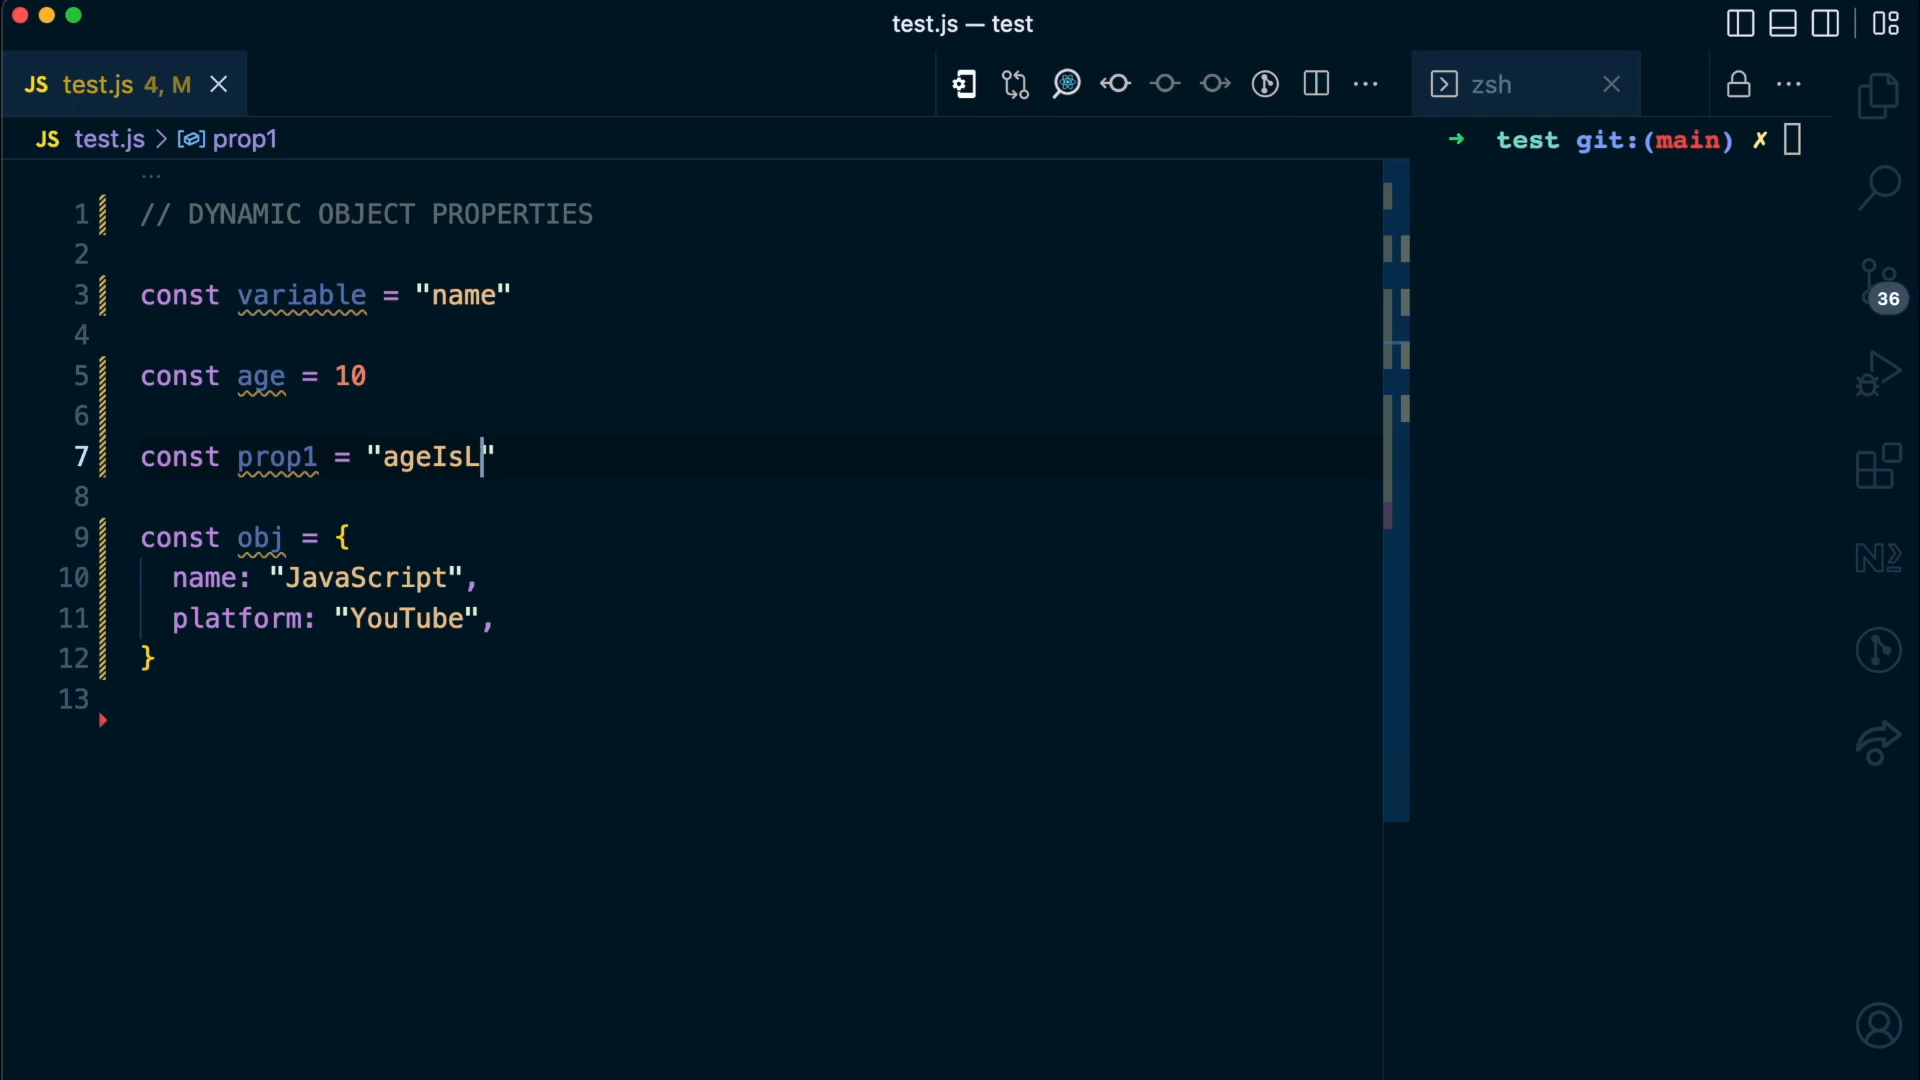 test.js — test
JS test.js 4, M
zsh
JS test.js > prop1
➜ test git:(main) ✗
...
1 // DYNAMIC OBJECT PROPERTIES
2
3 const variable = "name"
4
5 const age = 10
6
7 const prop1 = "ageIsL"
8
9 const obj = {
10 name: "JavaScript",
11 platform: "YouTube",
12 }
13
36